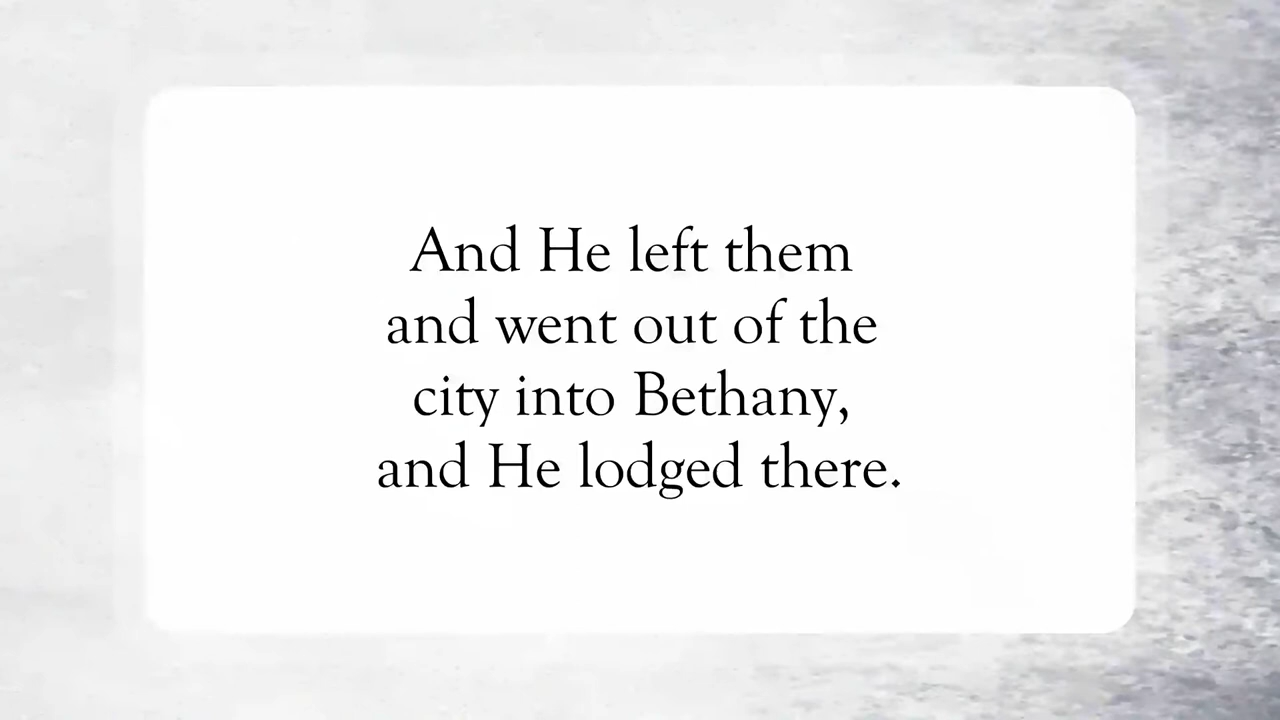 And He left them
and went out of the
city into Bethany,
and He lodged there.